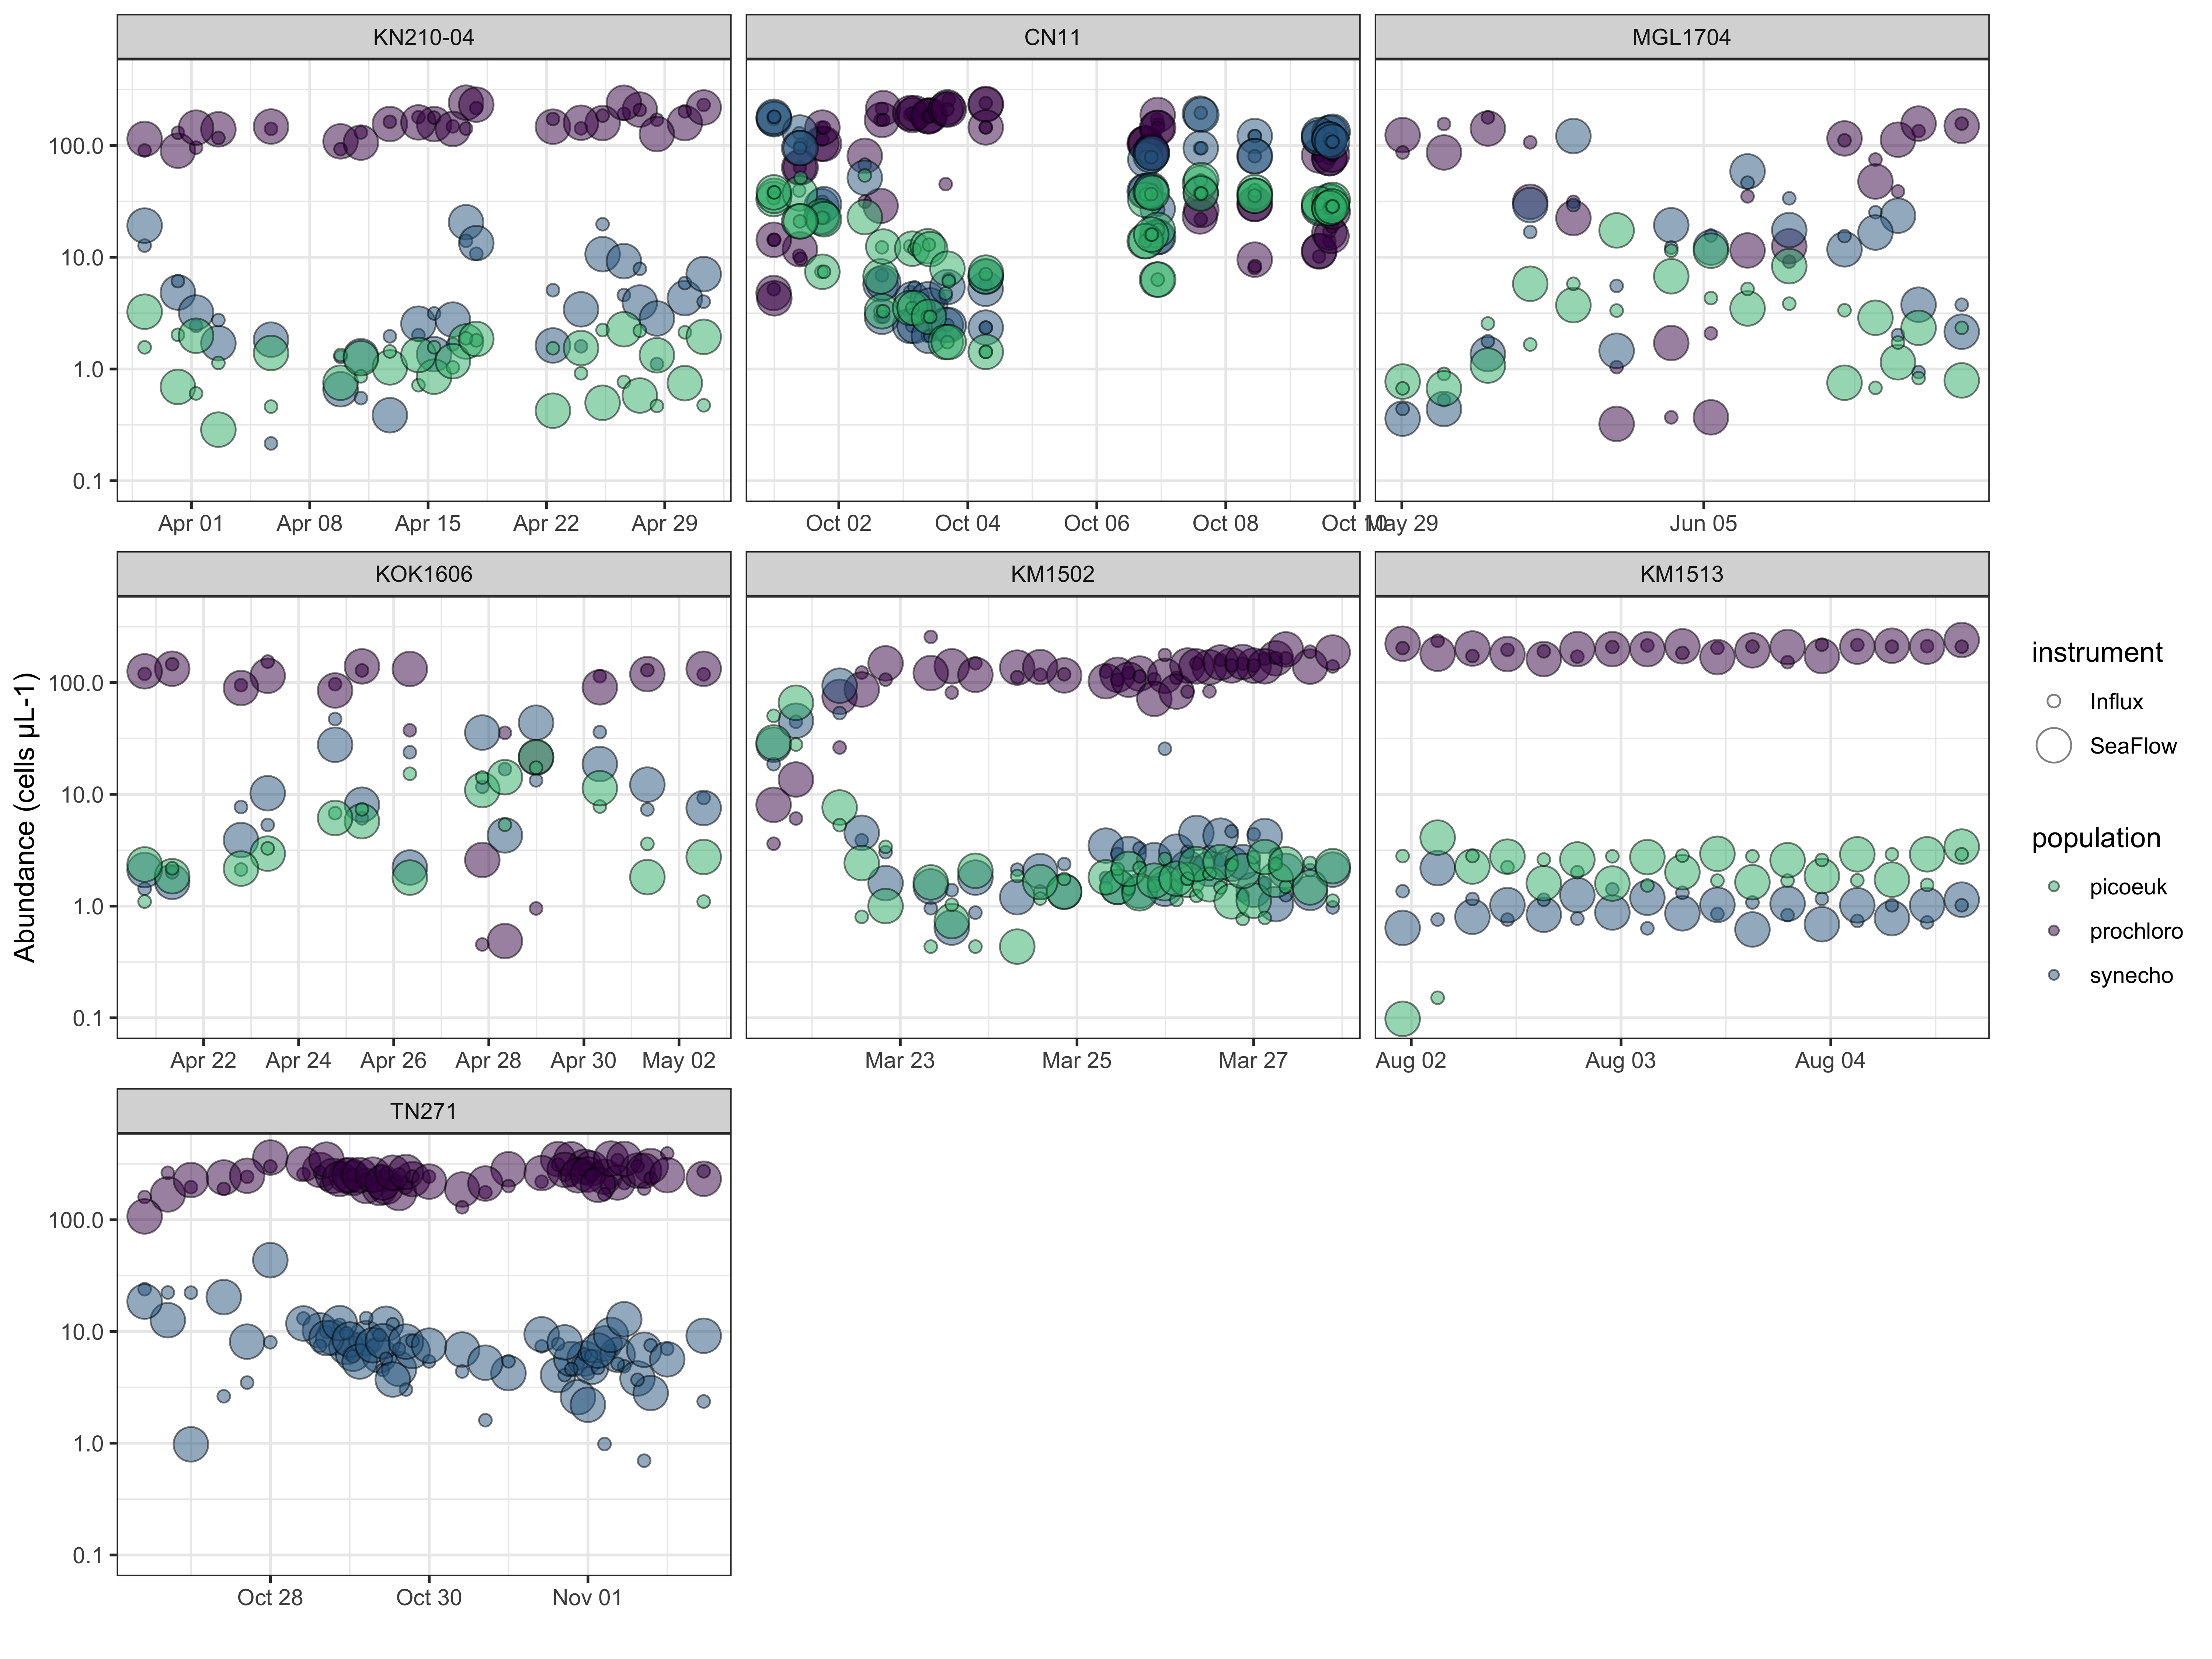 KN210-04 CN11 MGL1704
100.0
10.0
1.0
0.1
Apr 01 Apr 08 Apr 15 Apr 22 Apr 29 Oct 02 Oct 04 Oct 06 Oct 08 Oct 10 May 29 Jun 05
KOK1606 KM1502 KM1513
100.0
10.0
1.0
0.1
Apr 22 Apr 24 Apr 26 Apr 28 Apr 30 May 02 Mar 23 Mar 25 Mar 27 Aug 02 Aug 03 Aug 04
TN271
100.0
10.0
1.0
0.1
Oct 28 Oct 30 Nov 01
Abundance (cells µL-1)
instrument
Influx
SeaFlow
population
picoeuk
prochloro
synecho